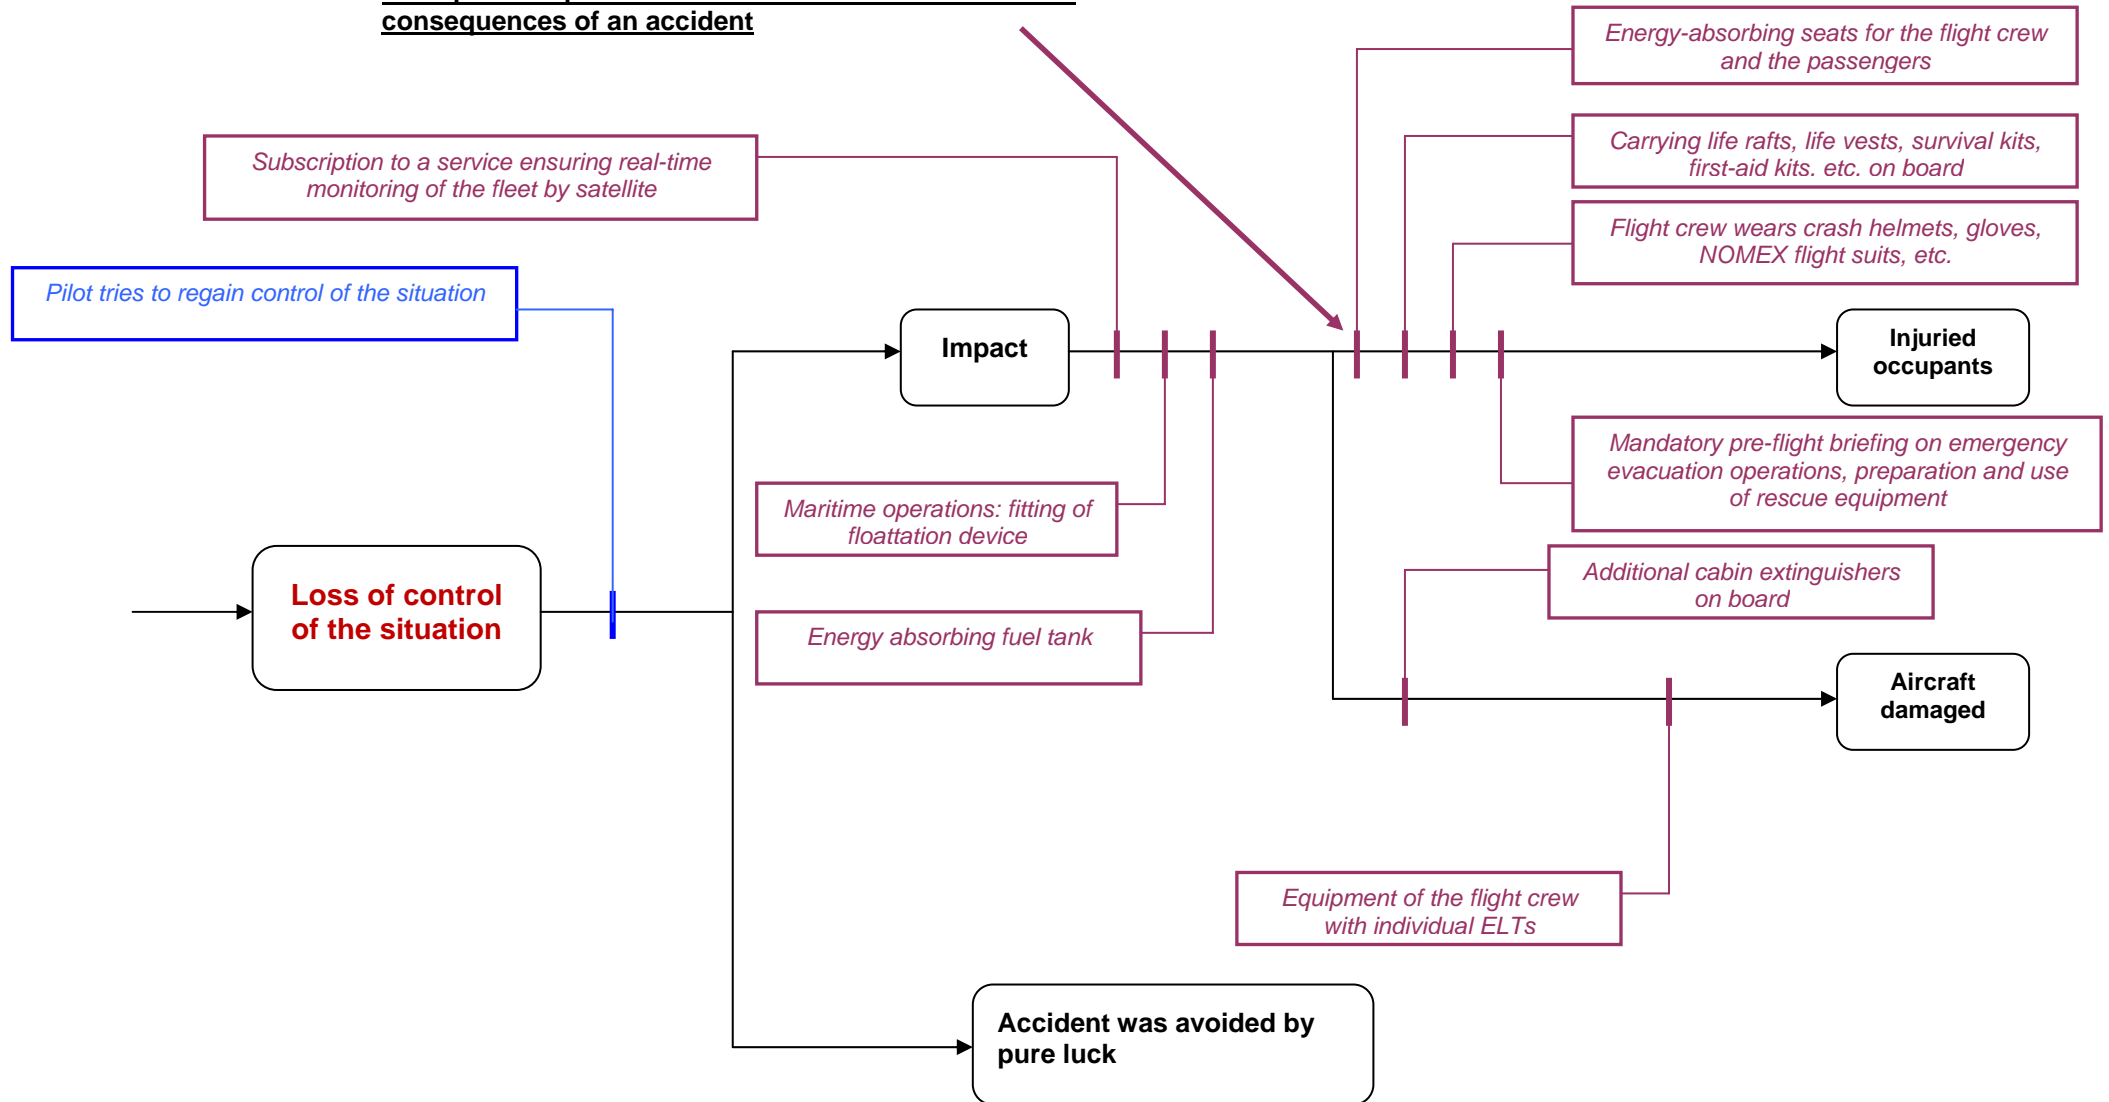 consequences of an accident
Energy-absorbing seats for the flight crew
and the passengers
Subscription to a service ensuring real-time
monitoring of the fleet by satellite
Carrying life rafts, life vests, survival kits,
first-aid kits. etc. on board
Flight crew wears crash helmets, gloves,
NOMEX flight suits, etc.
Pilot tries to regain control of the situation
Impact
Injuried
occupants
Mandatory pre-flight briefing on emergency
evacuation operations, preparation and use
of rescue equipment
Maritime operations: fitting of
floattation device
Loss of control
of the situation
Additional cabin extinguishers
on board
Energy absorbing fuel tank
Aircraft
damaged
Equipment of the flight crew
with individual ELTs
Accident was avoided by
pure luck